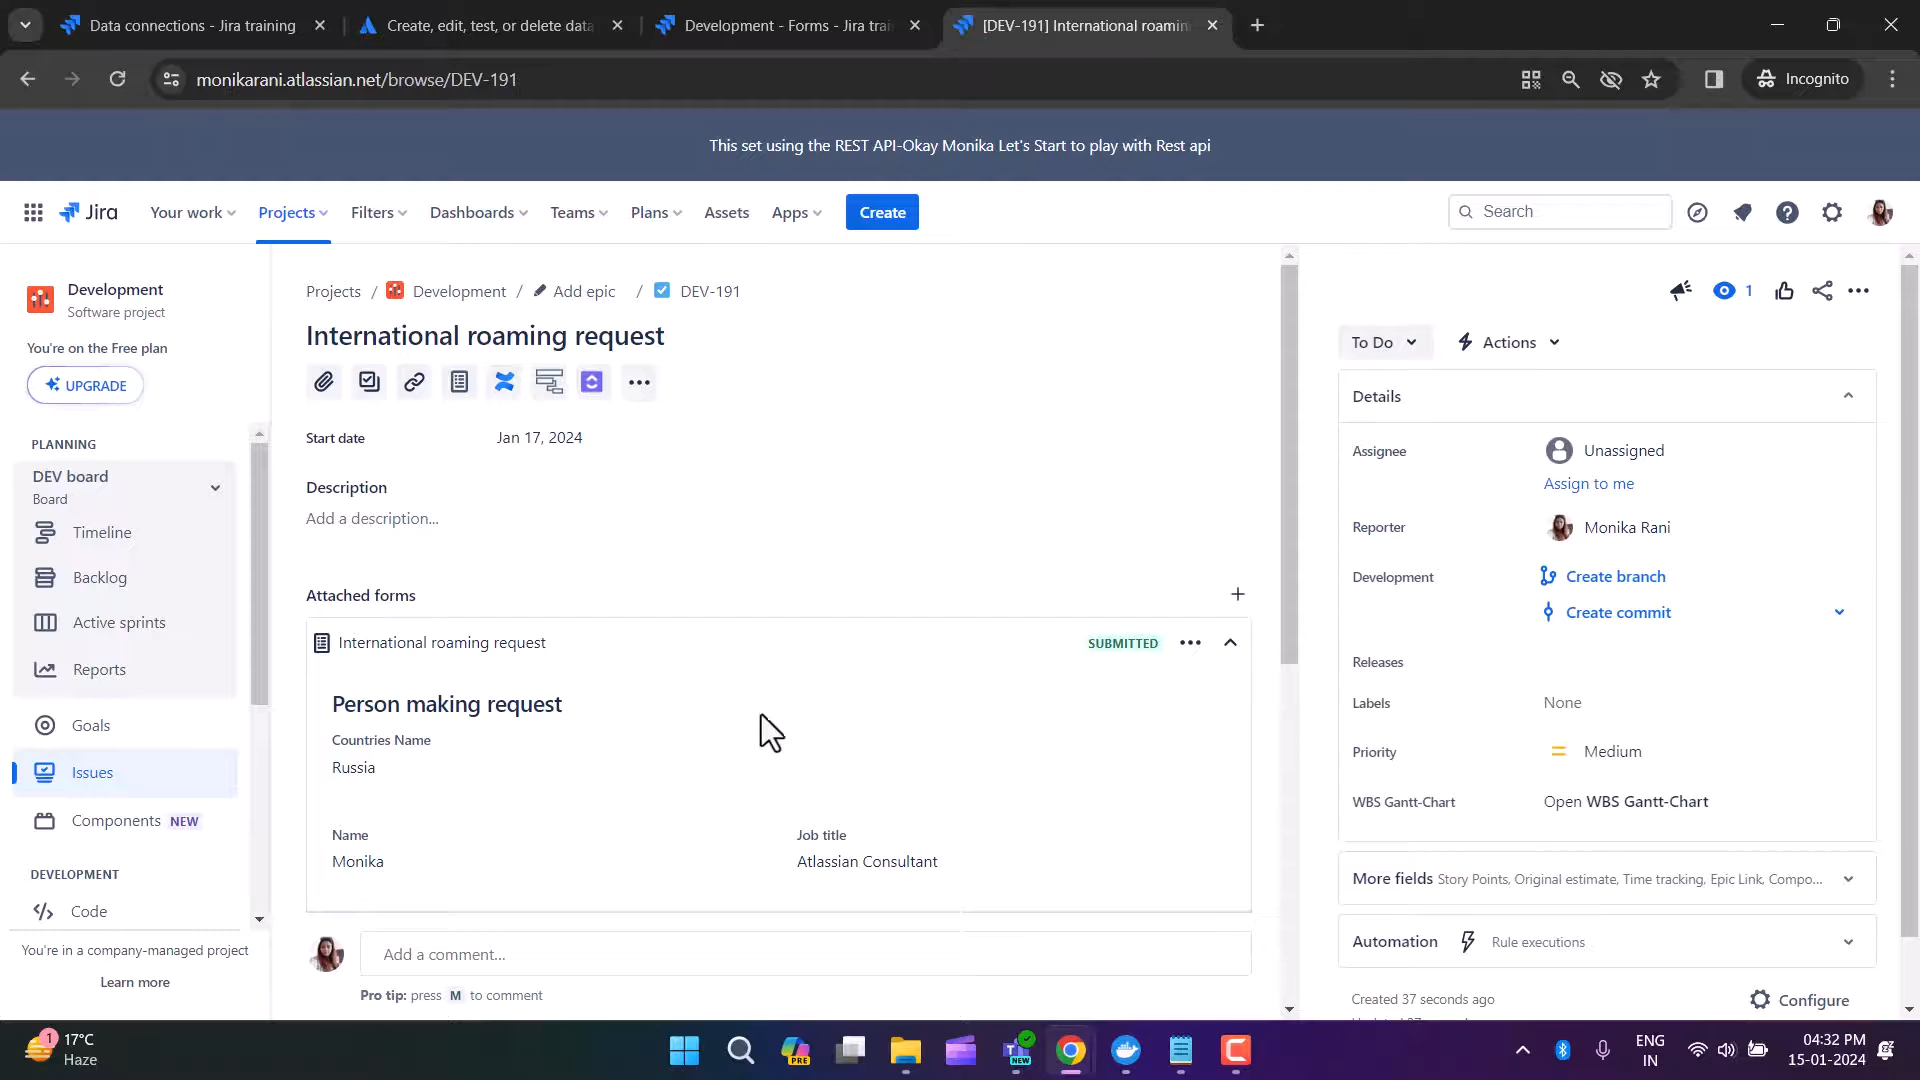 Data connections - Jira training
Create, edit, test, or delete data
Development - Forms - Jira trai
[DEV-191] International roamin
monikarani.atlassian.net/browse/DEV-191
Incognito
This set using the REST API-Okay Monika Let's Start to play with Rest api
Jira
Your work
Projects
Filters
Dashboards
Teams
Plans
Assets
Apps
Create
Search
Development
Software project
You're on the Free plan
UPGRADE
PLANNING
DEV board
Board
Timeline
Backlog
Active sprints
Reports
Goals
Issues
Components NEW
DEVELOPMENT
Code
You're in a company-managed project
Learn more
Projects / Development / Add epic / DEV-191
International roaming request
Start date
Jan 17, 2024
Description
Add a description...
Attached forms
International roaming request
SUBMITTED
Person making request
Countries Name
Russia
Name
Job title
Monika
Atlassian Consultant
Add a comment...
Pro tip: press M to comment
1
To Do
Actions
Details
Assignee
Unassigned
Assign to me
Reporter
Monika Rani
Development
Create branch
Create commit
Releases
Labels
None
Priority
Medium
WBS Gantt-Chart
Open WBS Gantt-Chart
More fields Story Points, Original estimate, Time tracking, Epic Link, Compo...
Automation
Rule executions
Created 37 seconds ago
Configure
1
17°C
Haze
PRE
NEW
ENG
IN
04:32 PM
15-01-2024